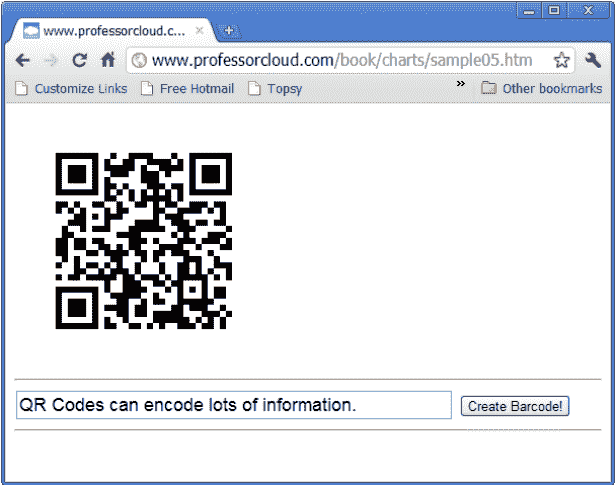 www.professorcloud.c...
www.professorcloud.com/book/charts/sample05.htm
Customize Links Free Hotmail Topsy » Other bookmarks
QR Codes can encode lots of information. Create Barcode!